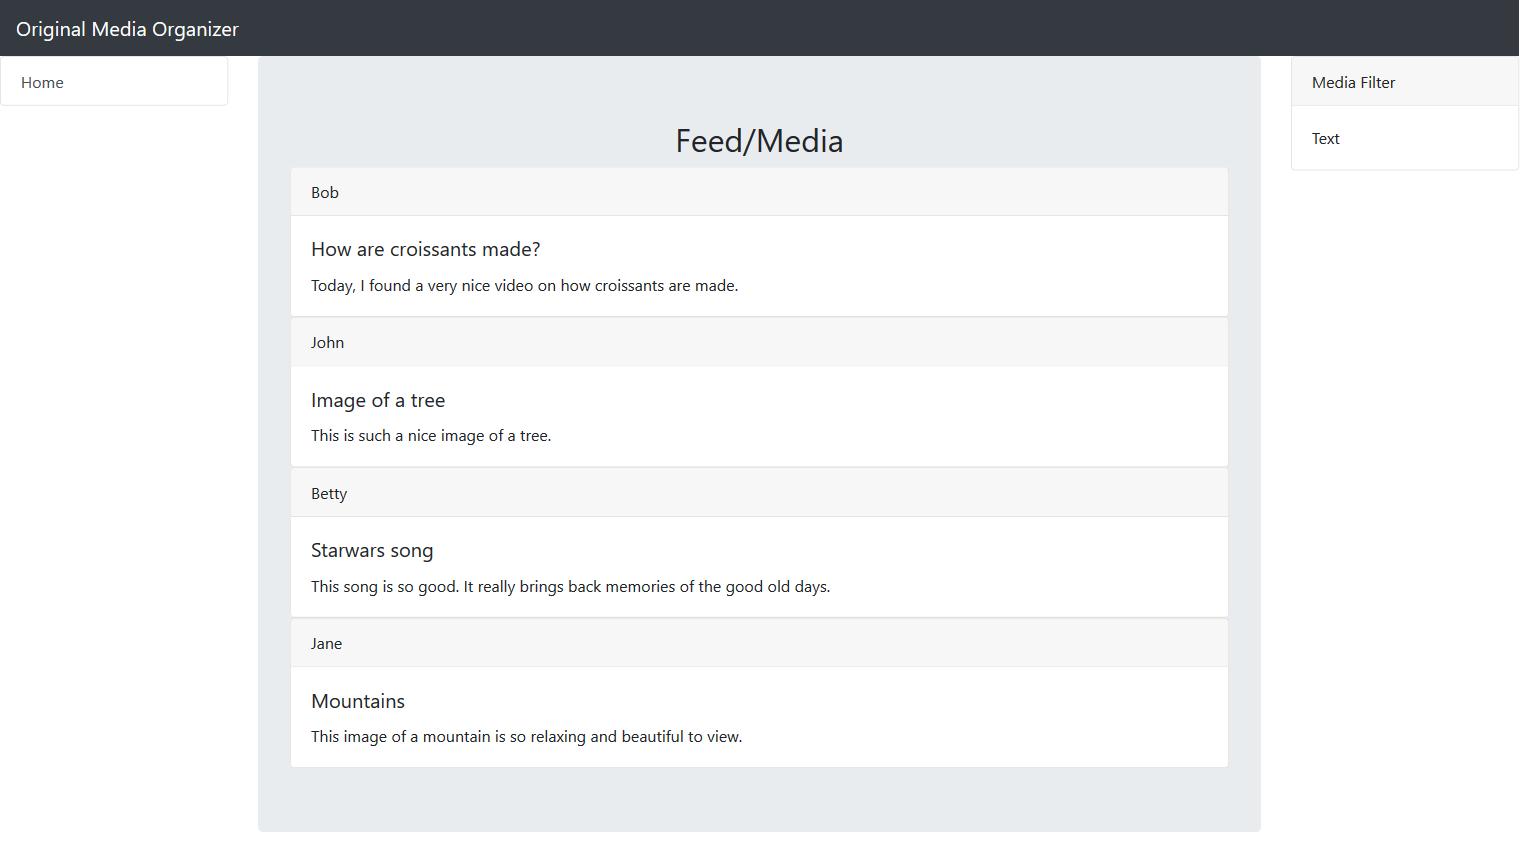 Original Media Organizer
Home
Feed/Media
Bob
How are croissants made?
Today, I found a very nice video on how croissants are made.
John
Image of a tree
This is such a nice image of a tree.
Betty
Starwars song
This song is so good. It really brings back memories of the good old days.
Jane
Mountains
This image of a mountain is so relaxing and beautiful to view.
Media Filter
Text